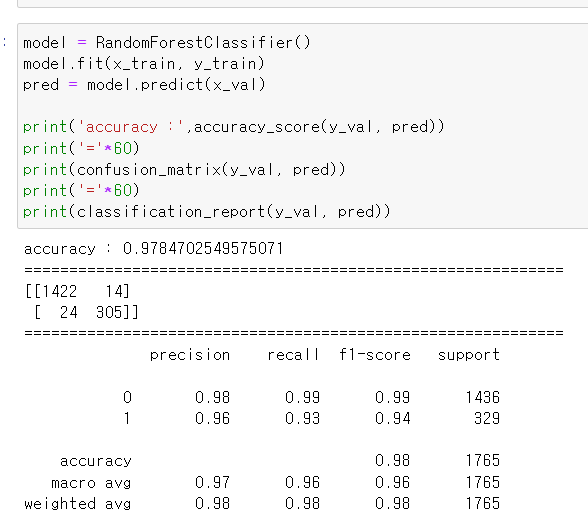 model = RandomForestClassifier()
model.fit(x_train, y_train)
pred = model.predict(x_val)
print('accuracy :',accuracy_score(y_val, pred))
print('='*60)
print(confusion_matrix(y_val, pred))
print('='*60)
print(classification_report(y_val, pred))
accuracy : 0.9784702549575071
============================================================
[[1422   14]
 [  24  305]]
============================================================
              precision    recall  f1-score   support
           0       0.98      0.99      0.99      1436
           1       0.96      0.93      0.94       329
    accuracy                           0.98      1765
   macro avg       0.97      0.96      0.96      1765
weighted avg       0.98      0.98      0.98      1765